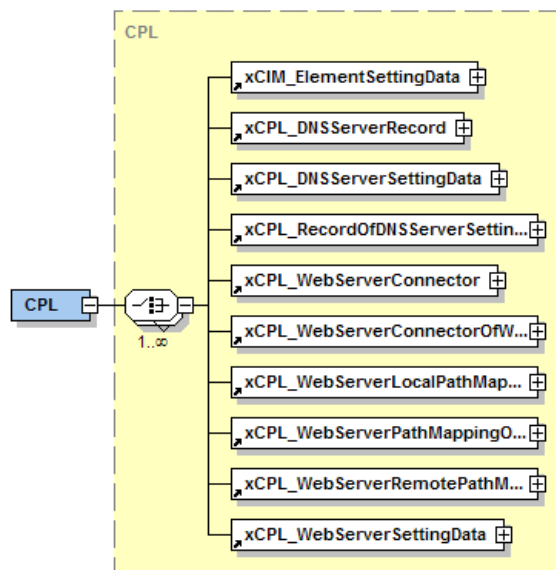 CPL
xCIM_ElementSettingData
xCPL_DNSServerRecord
xCPL_DNSServerSettingData
xCPL_RecordOfDNSServerSettin...
CPL
xCPL_WebServerConnector
xCPL_WebServerConnectorOfW...
1..∞
xCPL_WebServerLocalPathMap...
xCPL_WebServerPathMappingO...
xCPL_WebServerRemotePathM...
xCPL_WebServerSettingData